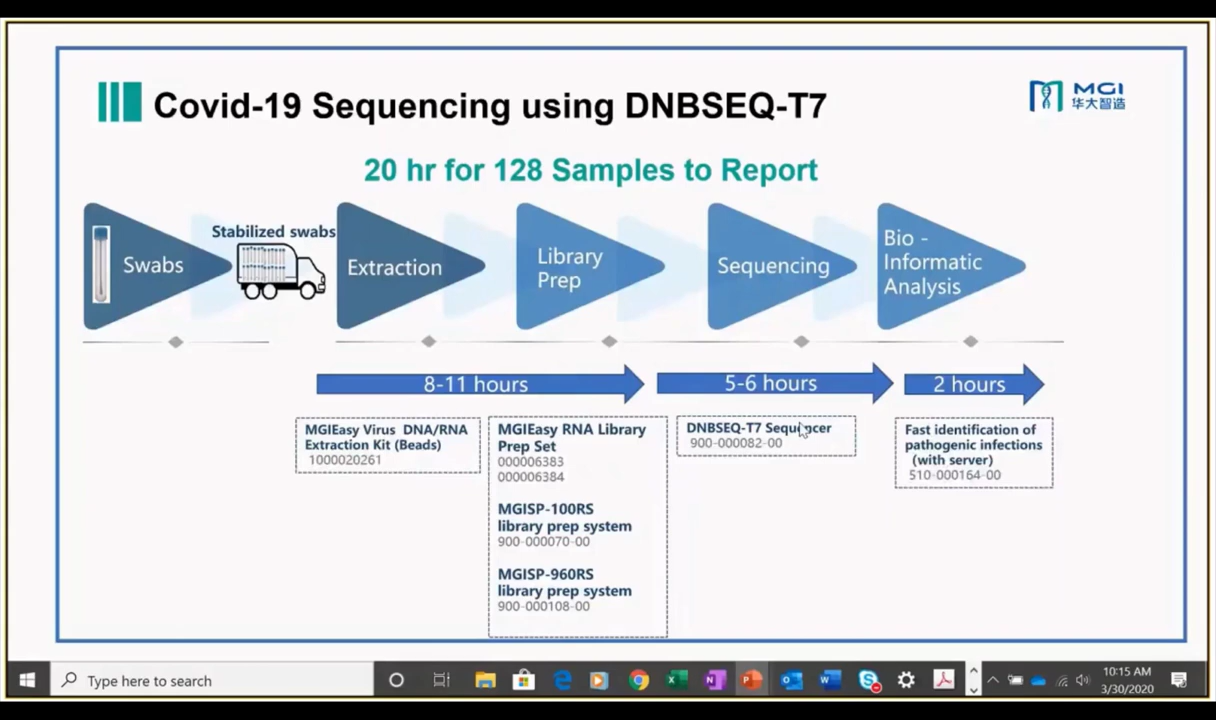 Covid-19 Sequencing using DNBSEQ-T7
MGI
华大智造
20 hr for 128 Samples to Report
Swabs
Stabilized swabs
Extraction
Library
Prep
Sequencing
Bio -
Informatic
Analysis
8-11 hours
5-6 hours
2 hours
MGIEasy Virus DNA/RNA
Extraction Kit (Beads)
1000020261
MGIEasy RNA Library
Prep Set
000006383
000006384
MGISP-100RS
library prep system
900-000070-00
MGISP-960RS
library prep system
900-000108-00
DNBSEQ-T7 Sequencer
900-000082-00
Fast identification of
pathogenic infections
(with server)
510-000164-00
Type here to search
10:15 AM
3/30/2020